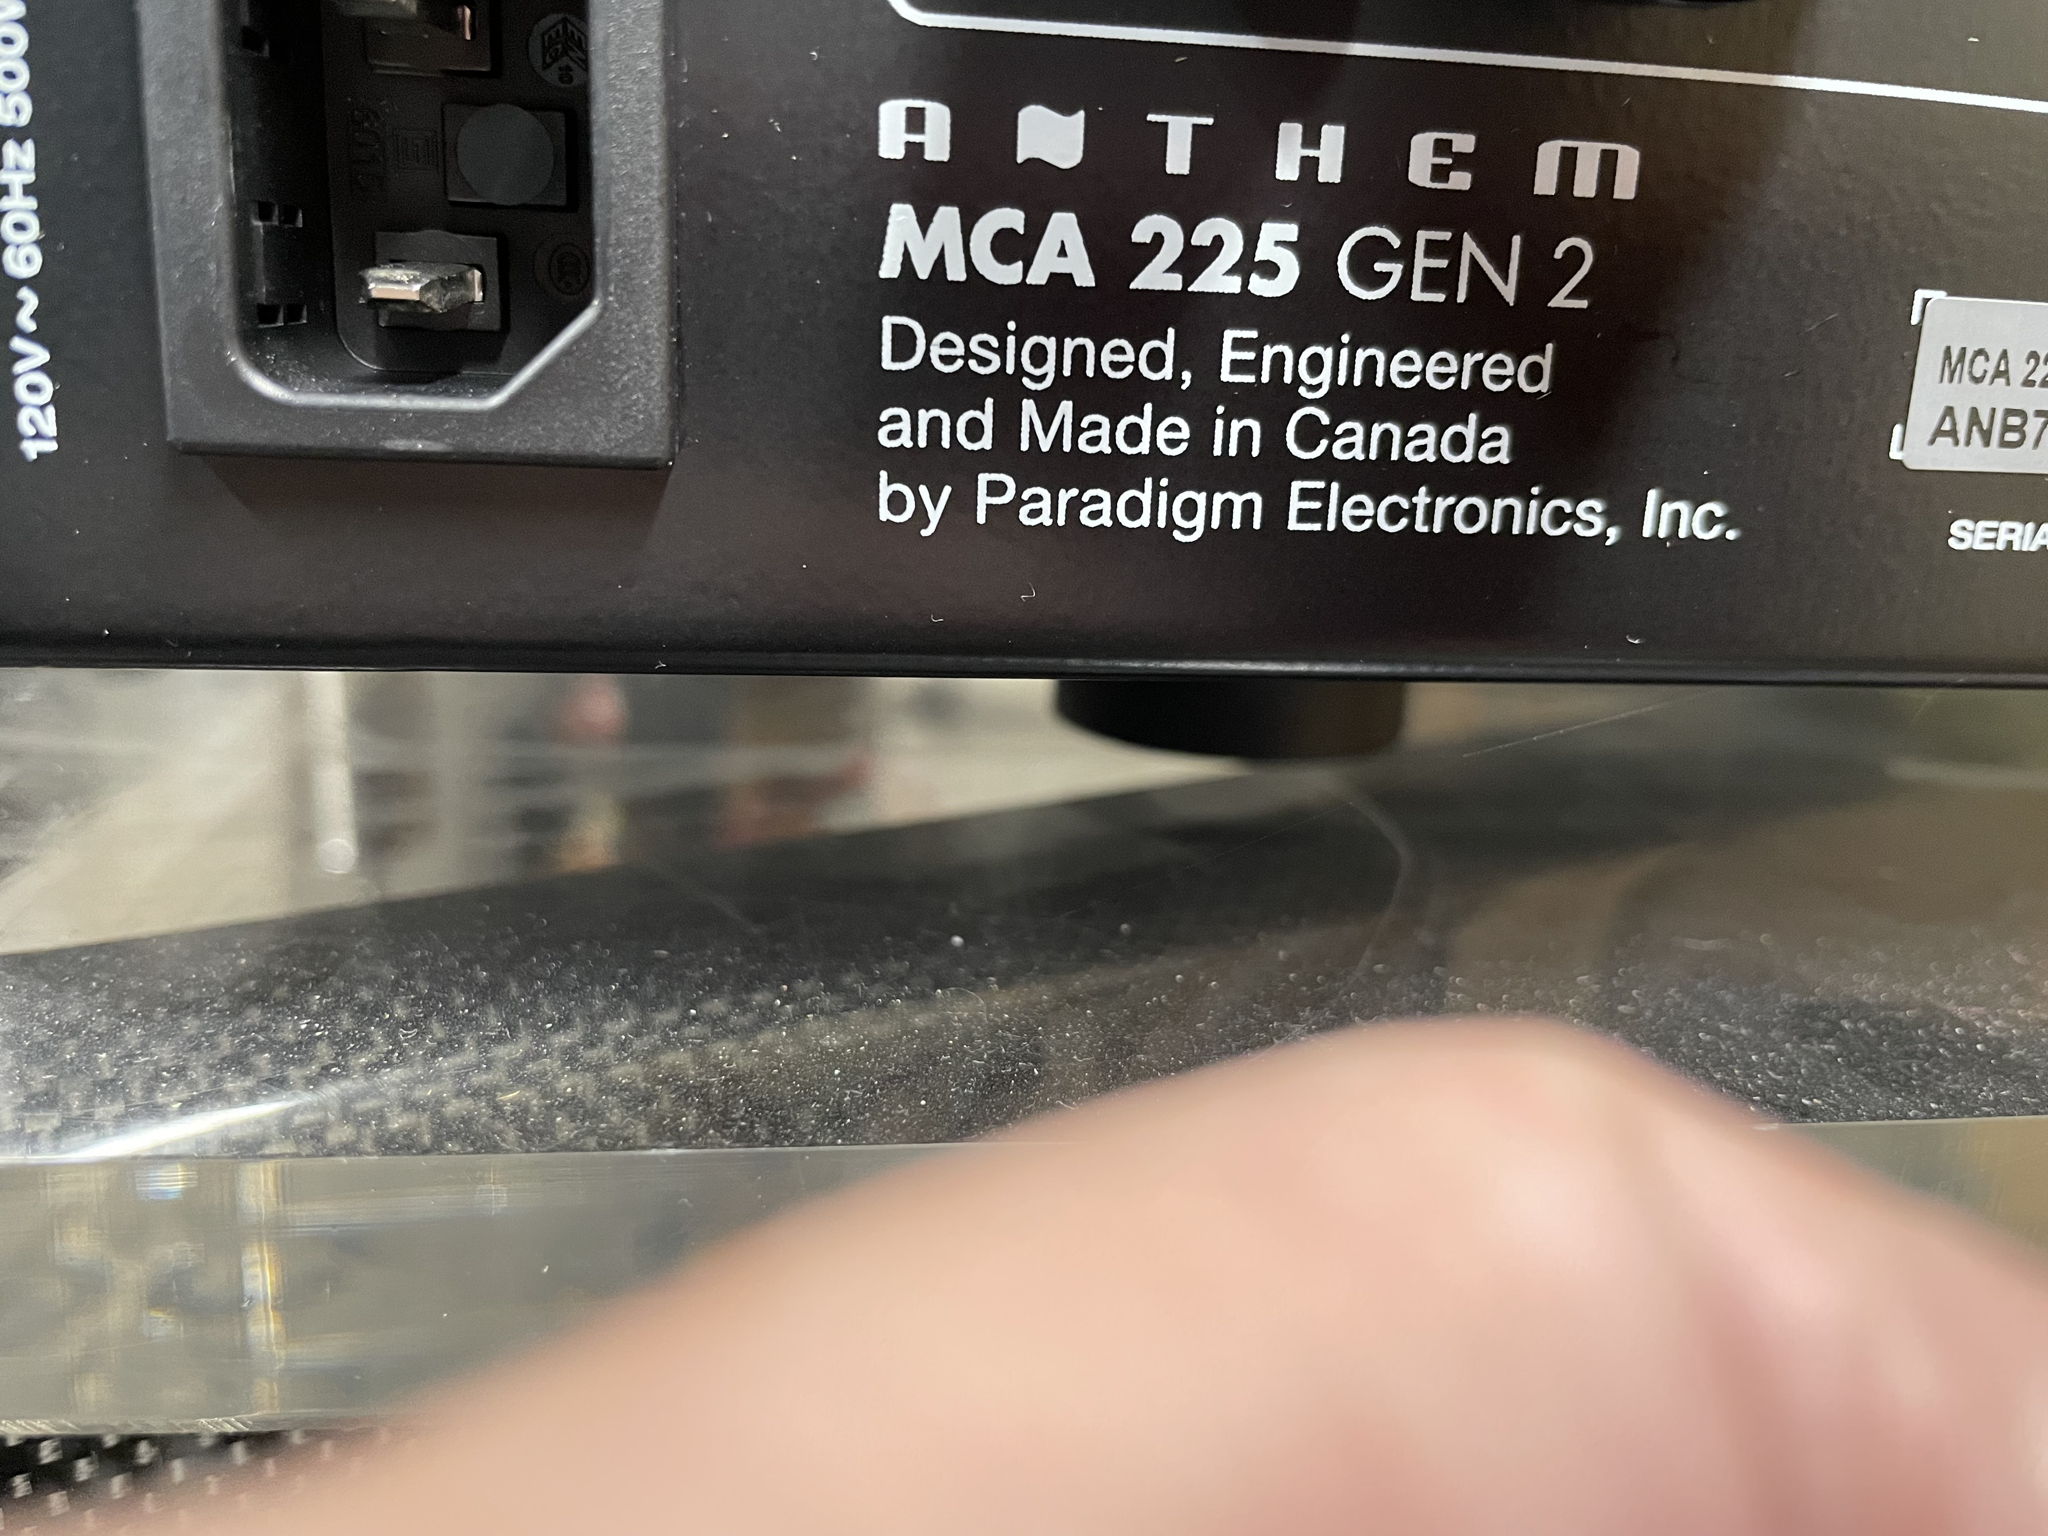 120V ~ 60Hz 500W
ANTHEM
MCA 225 GEN 2
Designed, Engineered
and Made in Canada
by Paradigm Electronics, Inc.
MCA 22
ANB7
SERIA